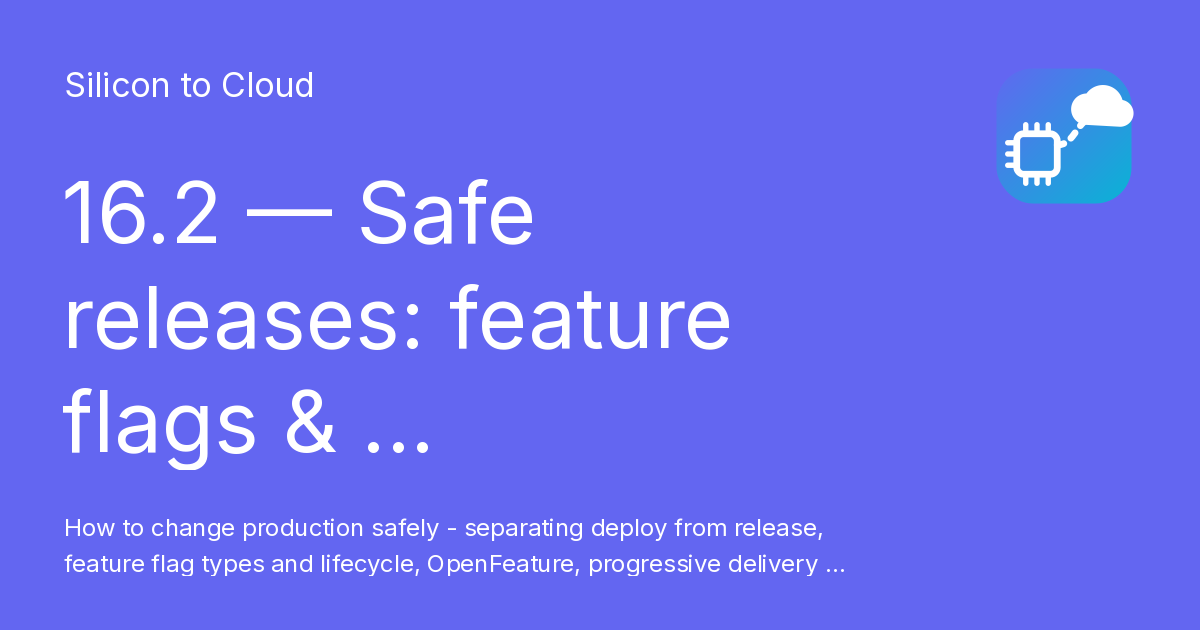 Silicon to Cloud
16.2 — Safe
releases: feature
flags & ...
How to change production safely - separating deploy from release,
feature flag types and lifecycle, OpenFeature, progressive delivery ...